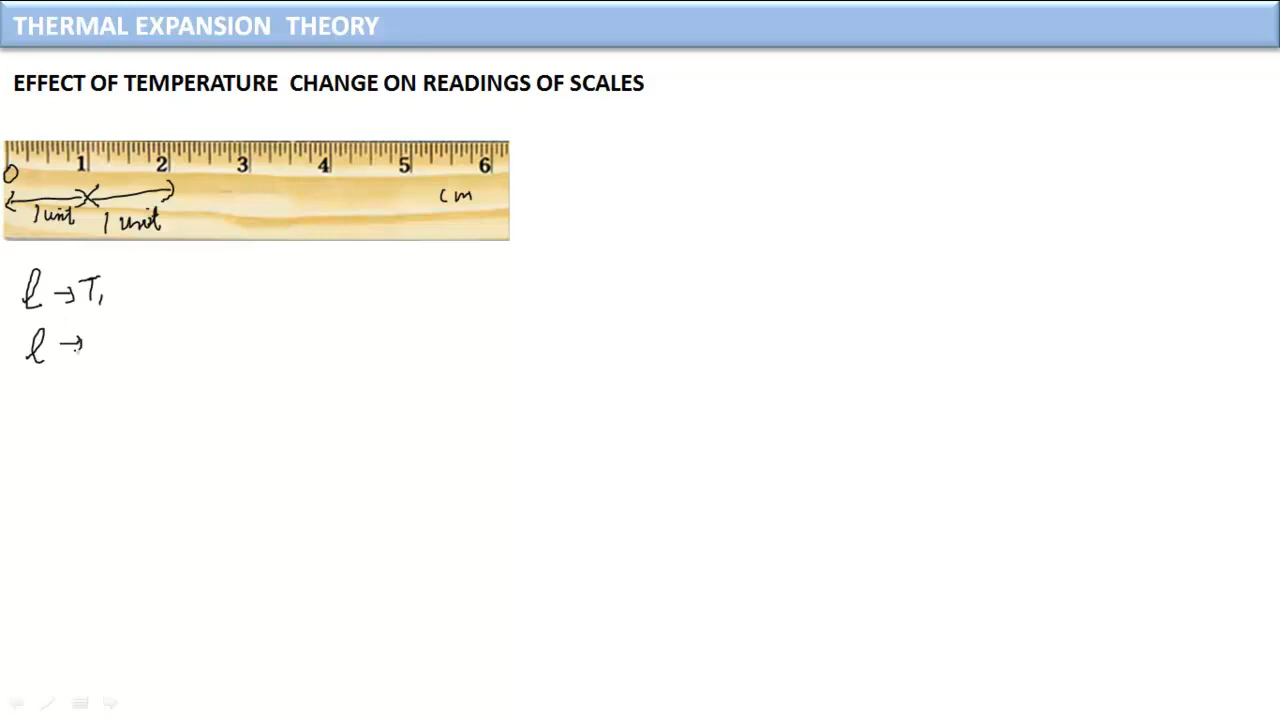 THERMAL EXPANSION THEORY
EFFECT OF TEMPERATURE CHANGE ON READINGS OF SCALES
0 1 2 3 4 5 6
1 unit 1 unit cm
l → T₁
l →